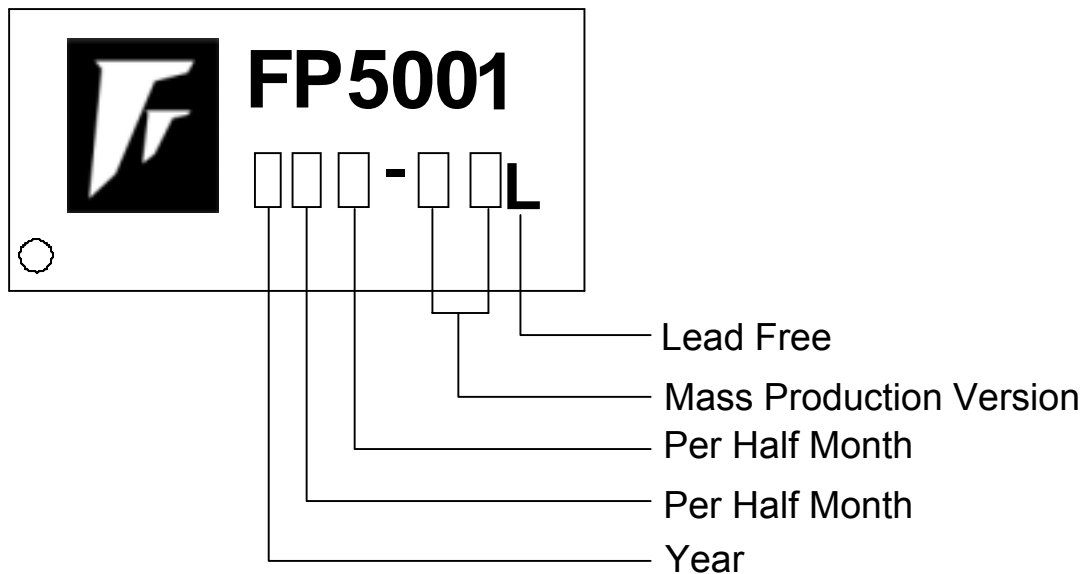 FP5001
-
L
Lead Free
Mass Production Version
Per Half Month
Per Half Month
Year